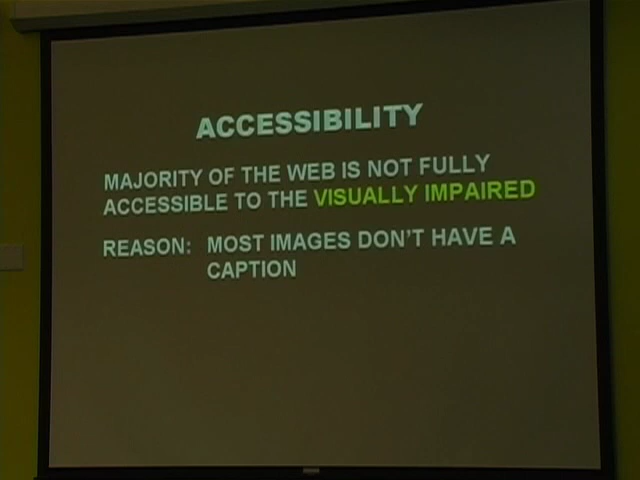 ACCESSIBILITY
MAJORITY OF THE WEB IS NOT FULLY
ACCESSIBLE TO THE VISUALLY IMPAIRED
REASON: MOST IMAGES DON'T HAVE A
CAPTION